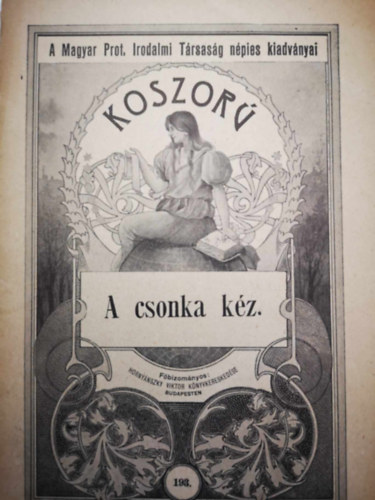 A Magyar Prot. Irodalmi Társaság népies kiadványai
KOSZORÚ
A csonka kéz.
Főbizományos:
HORNYÁNSZKY VIKTOR KÖNYVKERESKEDÉSE
BUDAPESTEN
193.